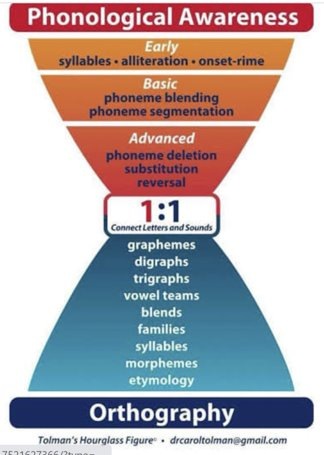 Phonological Awareness
Early
syllables • alliteration • onset-rime
Basic
phoneme blending
phoneme segmentation
Advanced
phoneme deletion
substitution
reversal
1:1
Connect Letters and Sounds
graphemes
digraphs
trigraphs
vowel teams
blends
families
syllables
morphemes
etymology
Orthography
Tolman's Hourglass Figure© • drcaroltolman@gmail.com